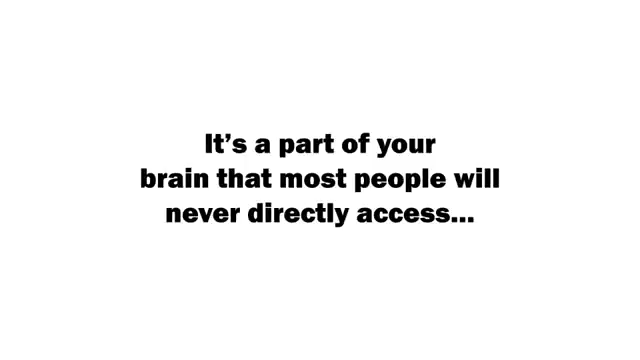 It’s a part of your
brain that most people will
never directly access...